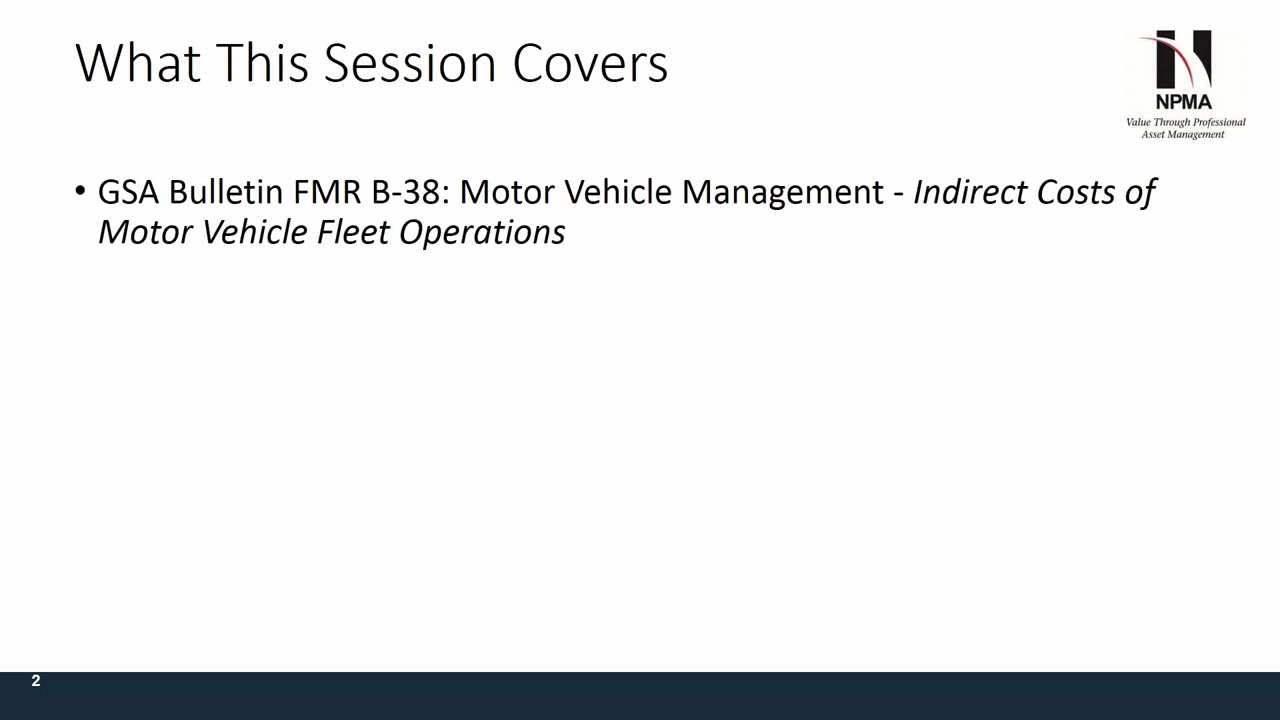 What This Session Covers
NPMA
Value Through Professional
Asset Management
• GSA Bulletin FMR B-38: Motor Vehicle Management - Indirect Costs of
Motor Vehicle Fleet Operations
2